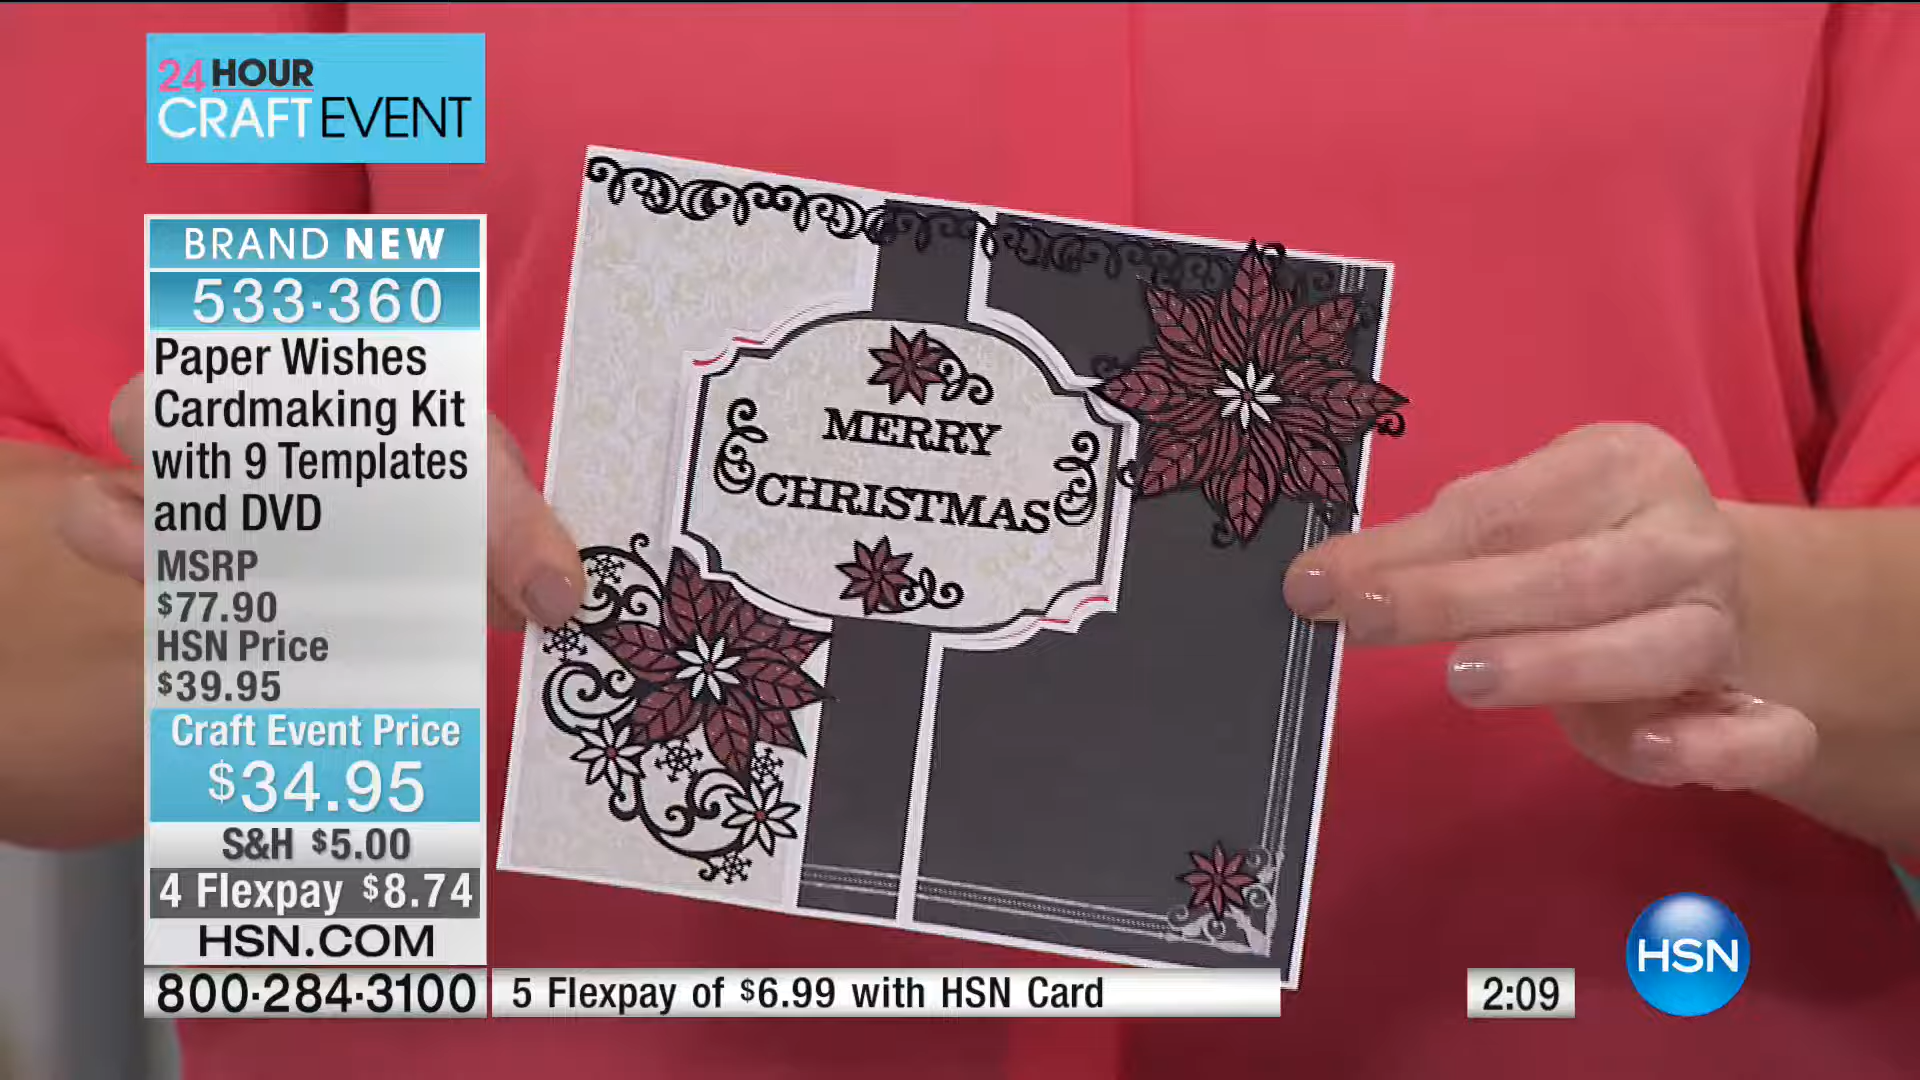 24 HOUR
CRAFT EVENT
BRAND NEW
533·360
Paper Wishes
Cardmaking Kit
with 9 Templates
and DVD
MSRP
$77.90
HSN Price
$39.95
Craft Event Price
$34.95
S&H $5.00
4 Flexpay $8.74
HSN.COM
800·284·3100
5 Flexpay of $6.99 with HSN Card
2:09
HSN
MERRY
CHRISTMAS